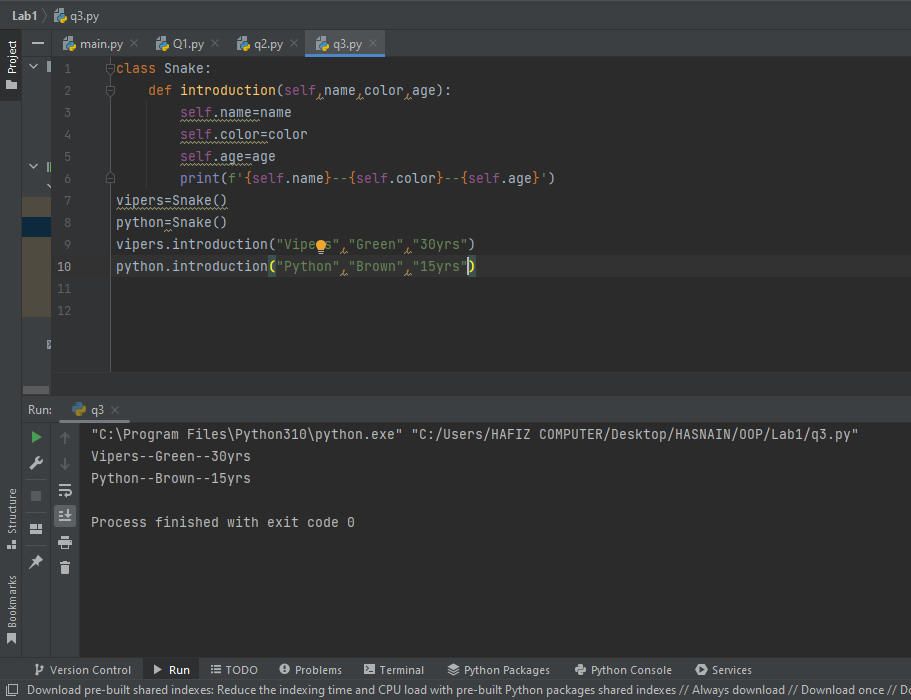 Lab1 q3.py
main.py Q1.py q2.py q3.py
Project
1 class Snake:
2 def introduction(self,name,color,age):
3 self.name=name
4 self.color=color
5 self.age=age
6 print(f'{self.name}--{self.color}--{self.age}')
7 vipers=Snake()
8 python=Snake()
9 vipers.introduction("Vipers","Green","30yrs")
10 python.introduction("Python","Brown","15yrs")
11
12
Run: q3
"C:\Program Files\Python310\python.exe" "C:/Users/HAFIZ COMPUTER/Desktop/HASNAIN/OOP/Lab1/q3.py"
Vipers--Green--30yrs
Python--Brown--15yrs
Process finished with exit code 0
Structure
Bookmarks
Version Control Run TODO Problems Terminal Python Packages Python Console Services
Download pre-built shared indexes: Reduce the indexing time and CPU load with pre-built Python packages shared indexes // Always download // Download once // Do